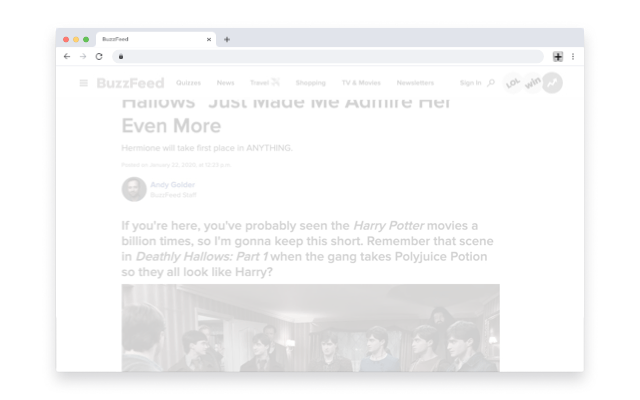 BuzzFeed
BuzzFeed Quizzes News Travel Shopping TV & Movies Newsletters Sign In LOL win
Hallows" Just Made Me Admire Her
Even More
Hermione will take first place in ANYTHING.
Posted on January 22, 2020, at 10:25 p.m.
Andy Golder
BuzzFeed Staff
If you're here, you've probably seen the Harry Potter movies a
billion times, so I'm gonna keep this short. Remember that scene
in Deathly Hallows: Part 1 when the gang takes Polyjuice Potion
so they all look like Harry?